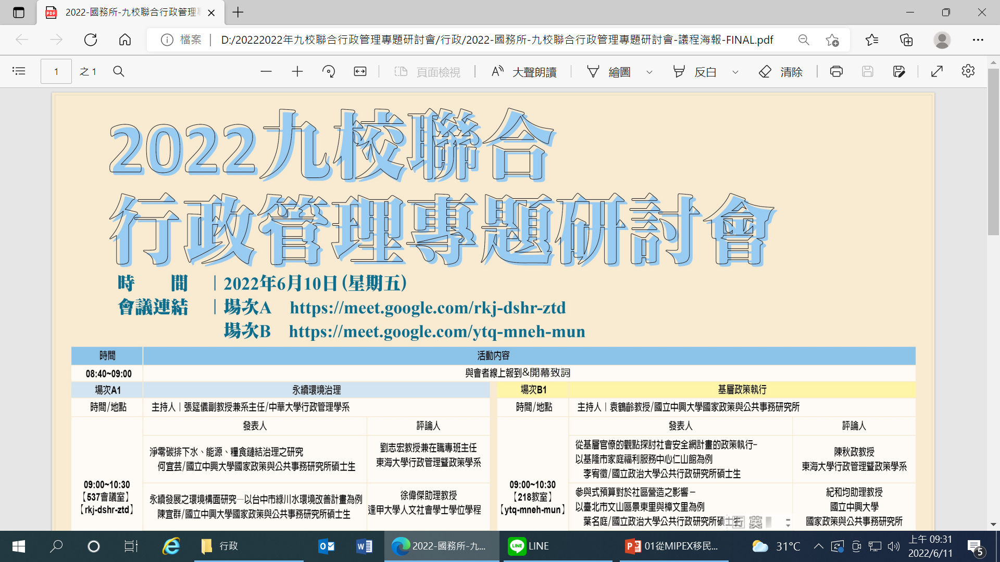 2022-國務所-九校聯合行政管理
檔案
D:/20222022年九校聯合行政管理專題研討會/行政/2022-國務所-九校聯合行政管理專題研討會-議程海報-FINAL.pdf
1
之 1
頁面檢視
大聲朗讀
繪圖
反白
清除
2022九校聯合
行政管理專題研討會
時 間 | 2022年6月10日(星期五)
會議連結 | 場次A https://meet.google.com/rkj-dshr-ztd
場次B https://meet.google.com/ytq-mneh-mun
時間 活動內容
08:40~09:00 與會者線上報到&開幕致詞
場次A1 永續環境治理
時間/地點 主持人︱張筵儀副教授兼系主任/中華大學行政管理學系
發表人 評論人
09:00~10:30
【537會議室】
【rkj-dshr-ztd】
淨零碳排下水、能源、糧食鏈結治理之研究
何宜芸/國立中興大學國家政策與公共事務研究所碩士生
劉志宏教授兼在職專班主任
東海大學行政管理暨政策學系
永續發展之環境構面研究—以台中市綠川水環境改善計畫為例
陳宜群/國立中興大學國家政策與公共事務研究所碩士生
徐偉傑助理教授
逢甲大學人文社會學士學位學程
場次B1 基層政策執行
時間/地點 主持人︱袁鶴齡教授/國立中興大學國家政策與公共事務研究所
發表人 評論人
09:00~10:30
【218教室】
【ytq-mneh-mun】
從基層官僚的觀點探討社會安全網計畫的政策執行-
以基隆市家庭福利服務中心仁山館為例
李宥徵/國立政治大學公共行政研究所碩士生
陳秋政教授
東海大學行政管理暨政策學系
參與式預算對於社區營造之影響－
以臺北市文山區景東里與樟文里為例
葉名庭/國立政治大學公共行政研究所碩士生
紀和均助理教授
國立中興大學
國家政策與公共事務研究所
英
行政
2022-國務所-九...
LINE
01從MIPEX移民...
31°C
上午 09:31
2022/6/11
5